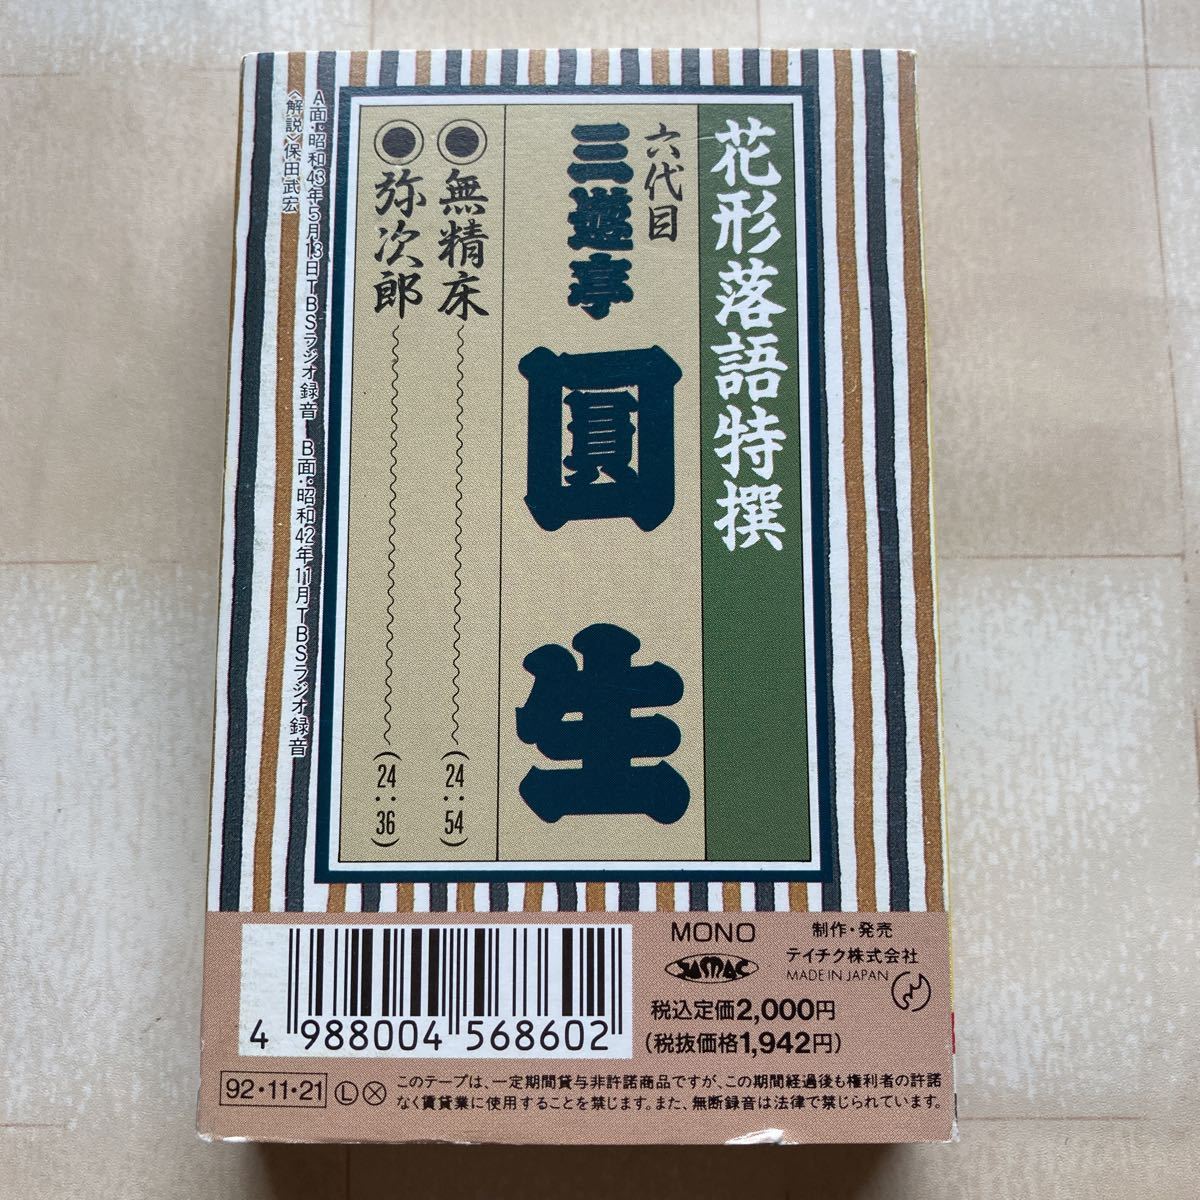 花形落語特撰
六代目
三遊亭
圓生
無精床(24:54)
弥次郎(24:36)
A面:昭和43年5月13日TBSラジオ録音　B面:昭和42年11月TBSラジオ録音
〈解説〉保田武宏
4 988004 568602
MONO
制作・発売
テイチク株式会社
MADE IN JAPAN
税込定価2,000円
(税抜価格1,942円)
92・11・21
Ⓛ
このテープは、一定期間貸与非許諾商品ですが、この期間経過後も権利者の許諾
なく賃貸業に使用することを禁じます。また、無断録音は法律で禁じられています。